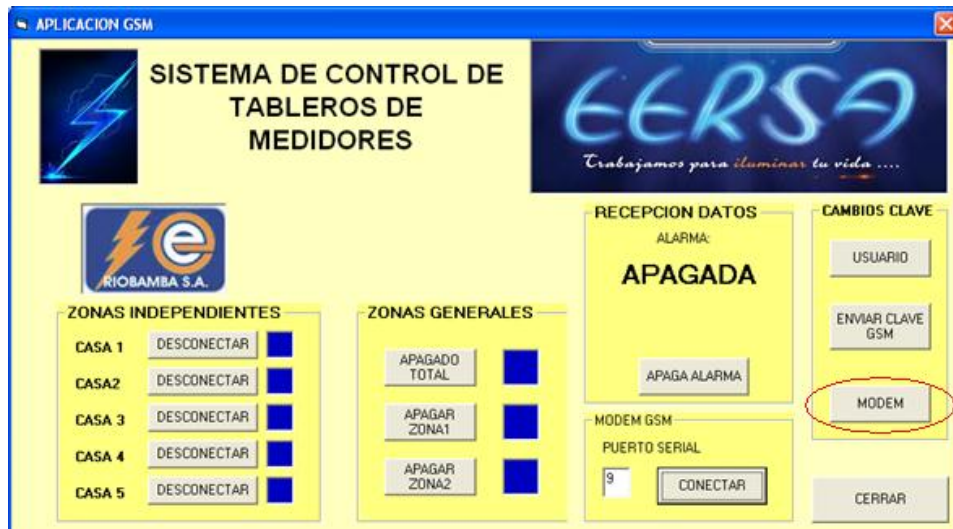 APLICACION GSM
SISTEMA DE CONTROL DE
TABLEROS DE
MEDIDORES
EERSA
Trabajamos para iluminar tu vida ....
e
RIOBAMBA S.A.
ZONAS INDEPENDIENTES
CASA 1 DESCONECTAR
CASA2 DESCONECTAR
CASA 3 DESCONECTAR
CASA 4 DESCONECTAR
CASA 5 DESCONECTAR
ZONAS GENERALES
APAGADO
TOTAL
APAGAR
ZONA1
APAGAR
ZONA2
RECEPCION DATOS
ALARMA:
APAGADA
APAGA ALARMA
MODEM GSM
PUERTO SERIAL
9 CONECTAR
CAMBIOS CLAVE
USUARIO
ENVIAR CLAVE
GSM
MODEM
CERRAR